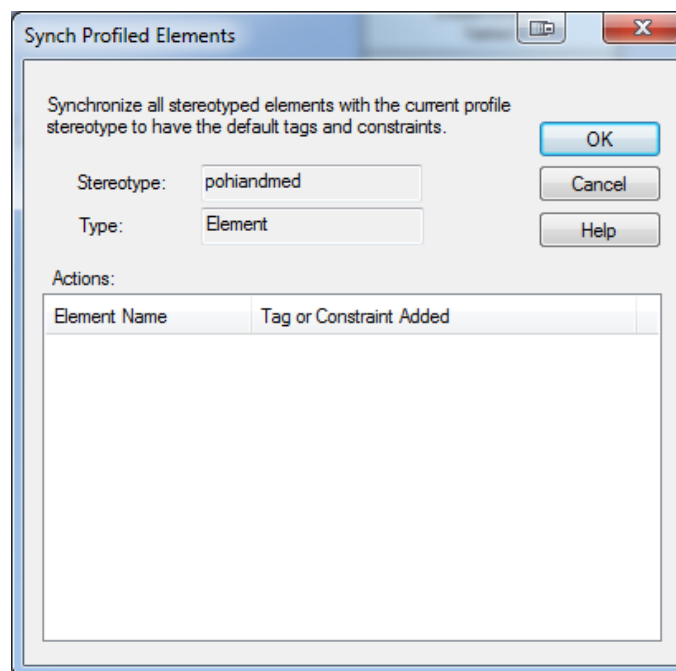 Synch Profiled Elements
Synchronize all stereotyped elements with the current profile
stereotype to have the default tags and constraints.
OK
Stereotype: pohiandmed
Cancel
Type: Element
Help
Actions:
Element Name Tag or Constraint Added